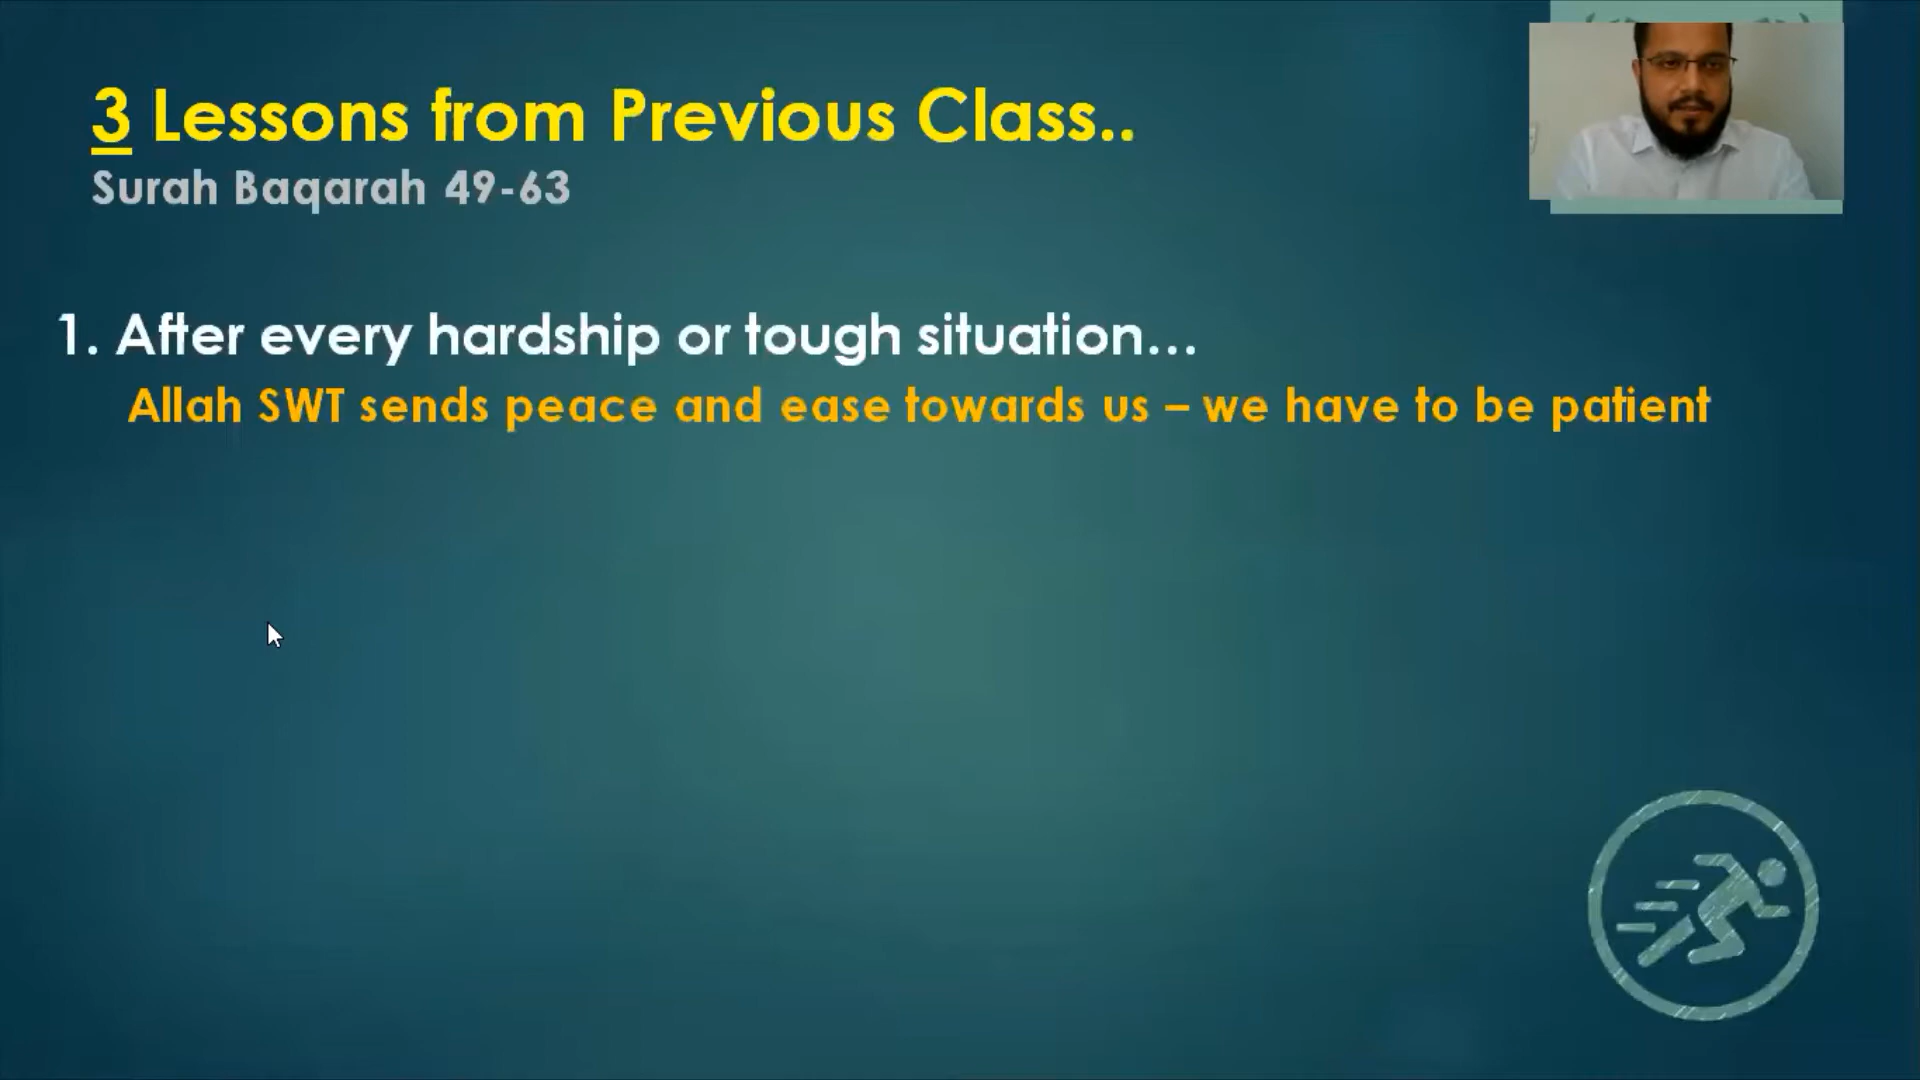 3 Lessons from Previous Class..
Surah Baqarah 49-63
1. After every hardship or tough situation...
Allah SWT sends peace and ease towards us – we have to be patient